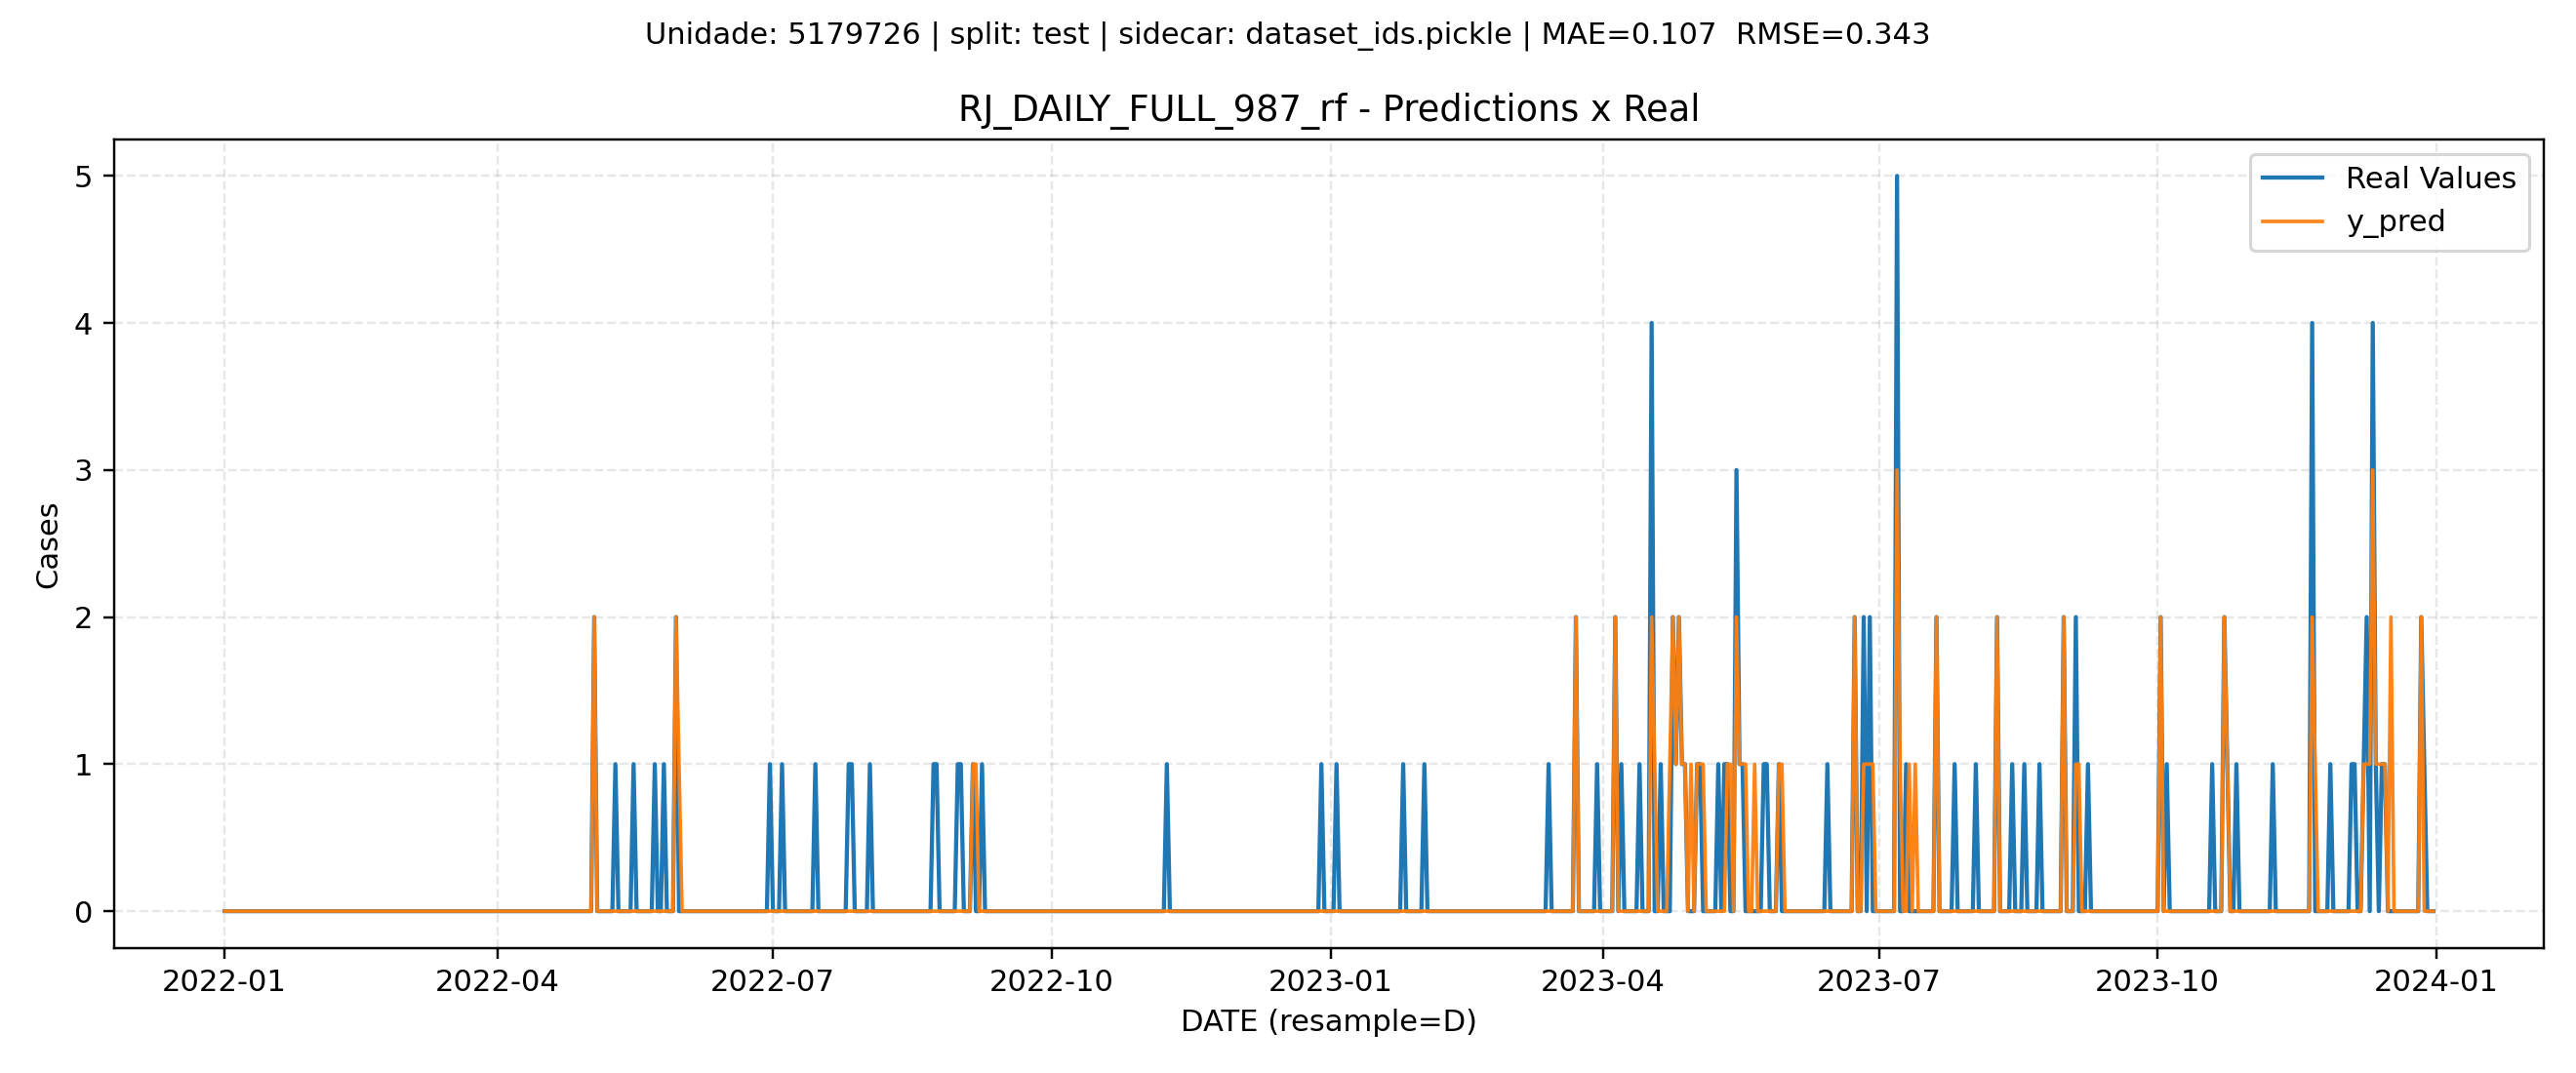 Unidade: 5179726 | split: test | sidecar: dataset_ids.pickle | MAE=0.107  RMSE=0.343
RJ_DAILY_FULL_987_rf - Predictions x Real
Real Values
y_pred
5
4
3
2
1
0
Cases
2022-01
2022-04
2022-07
2022-10
2023-01
2023-04
2023-07
2023-10
2024-01
DATE (resample=D)